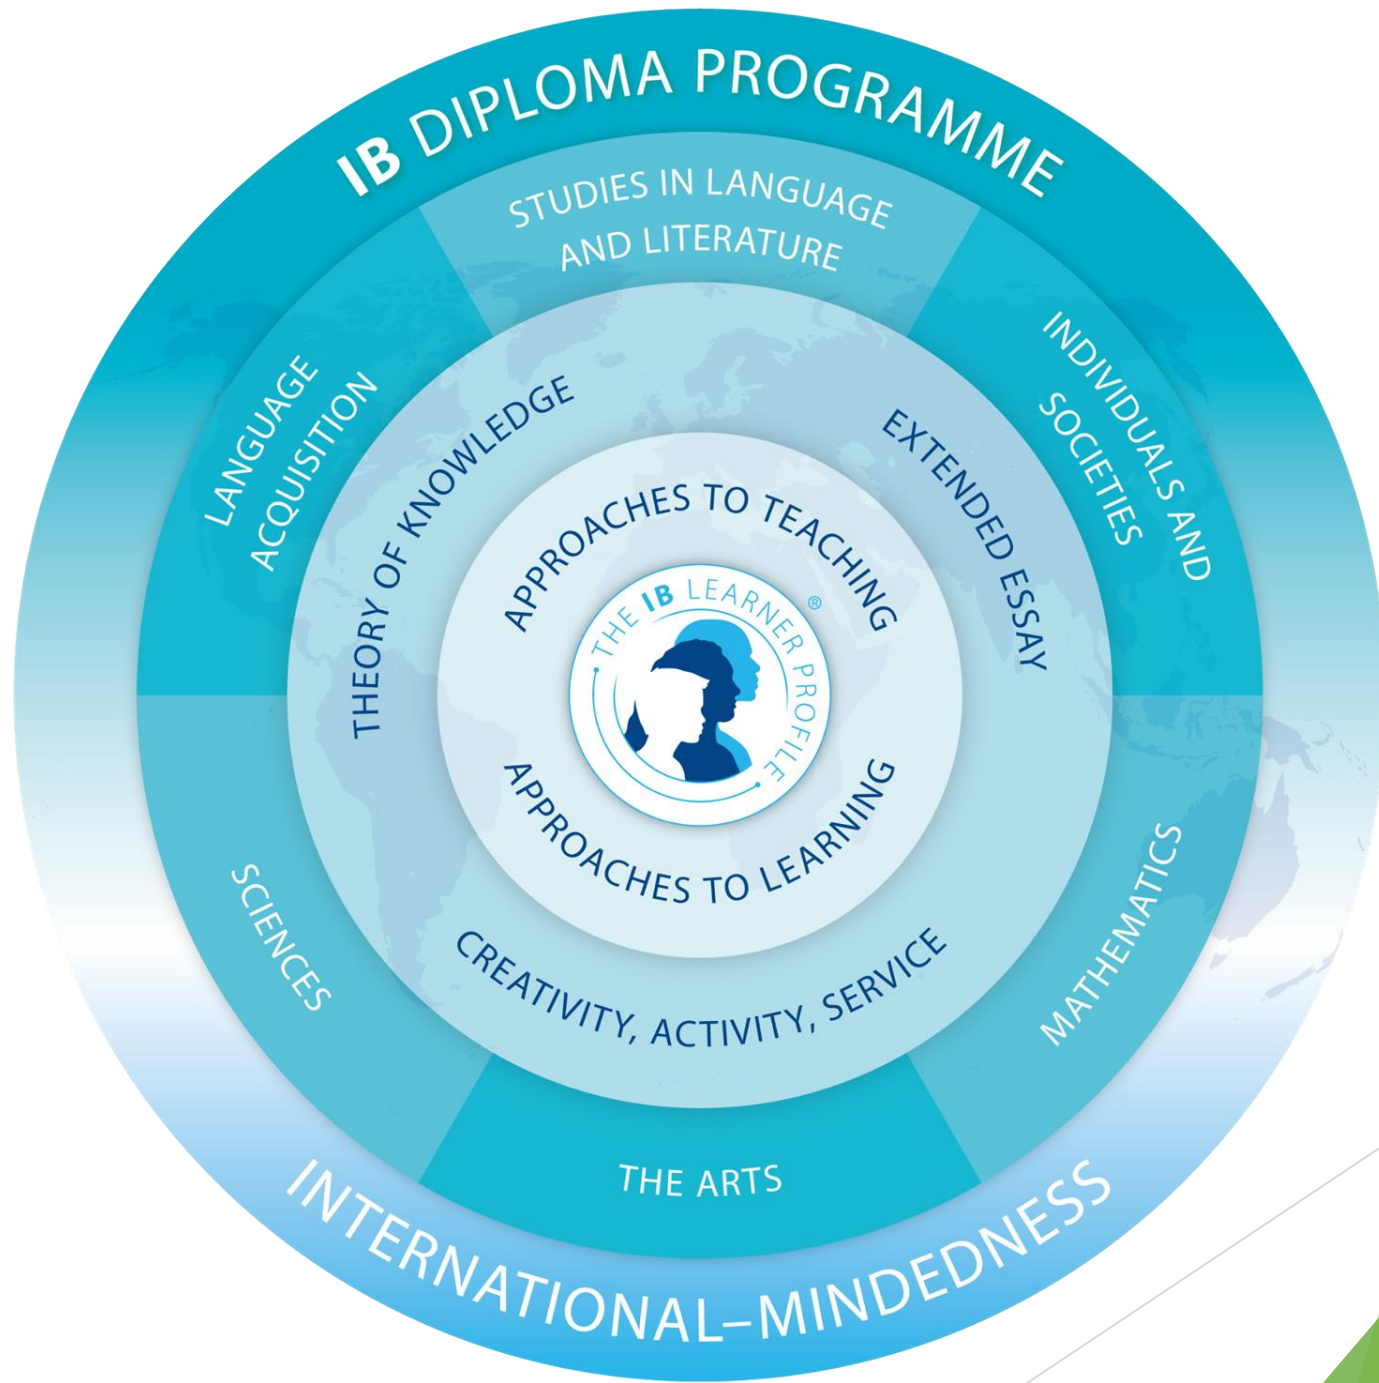 IB DIPLOMA PROGRAMME
STUDIES IN LANGUAGE
AND LITERATURE
LANGUAGE
ACQUISITION
INDIVIDUALS AND
SOCIETIES
THEORY OF KNOWLEDGE
EXTENDED ESSAY
APPROACHES TO TEACHING
THE IB LEARNER PROFILE ®
APPROACHES TO LEARNING
CREATIVITY, ACTIVITY, SERVICE
SCIENCES
MATHEMATICS
THE ARTS
INTERNATIONAL–MINDEDNESS